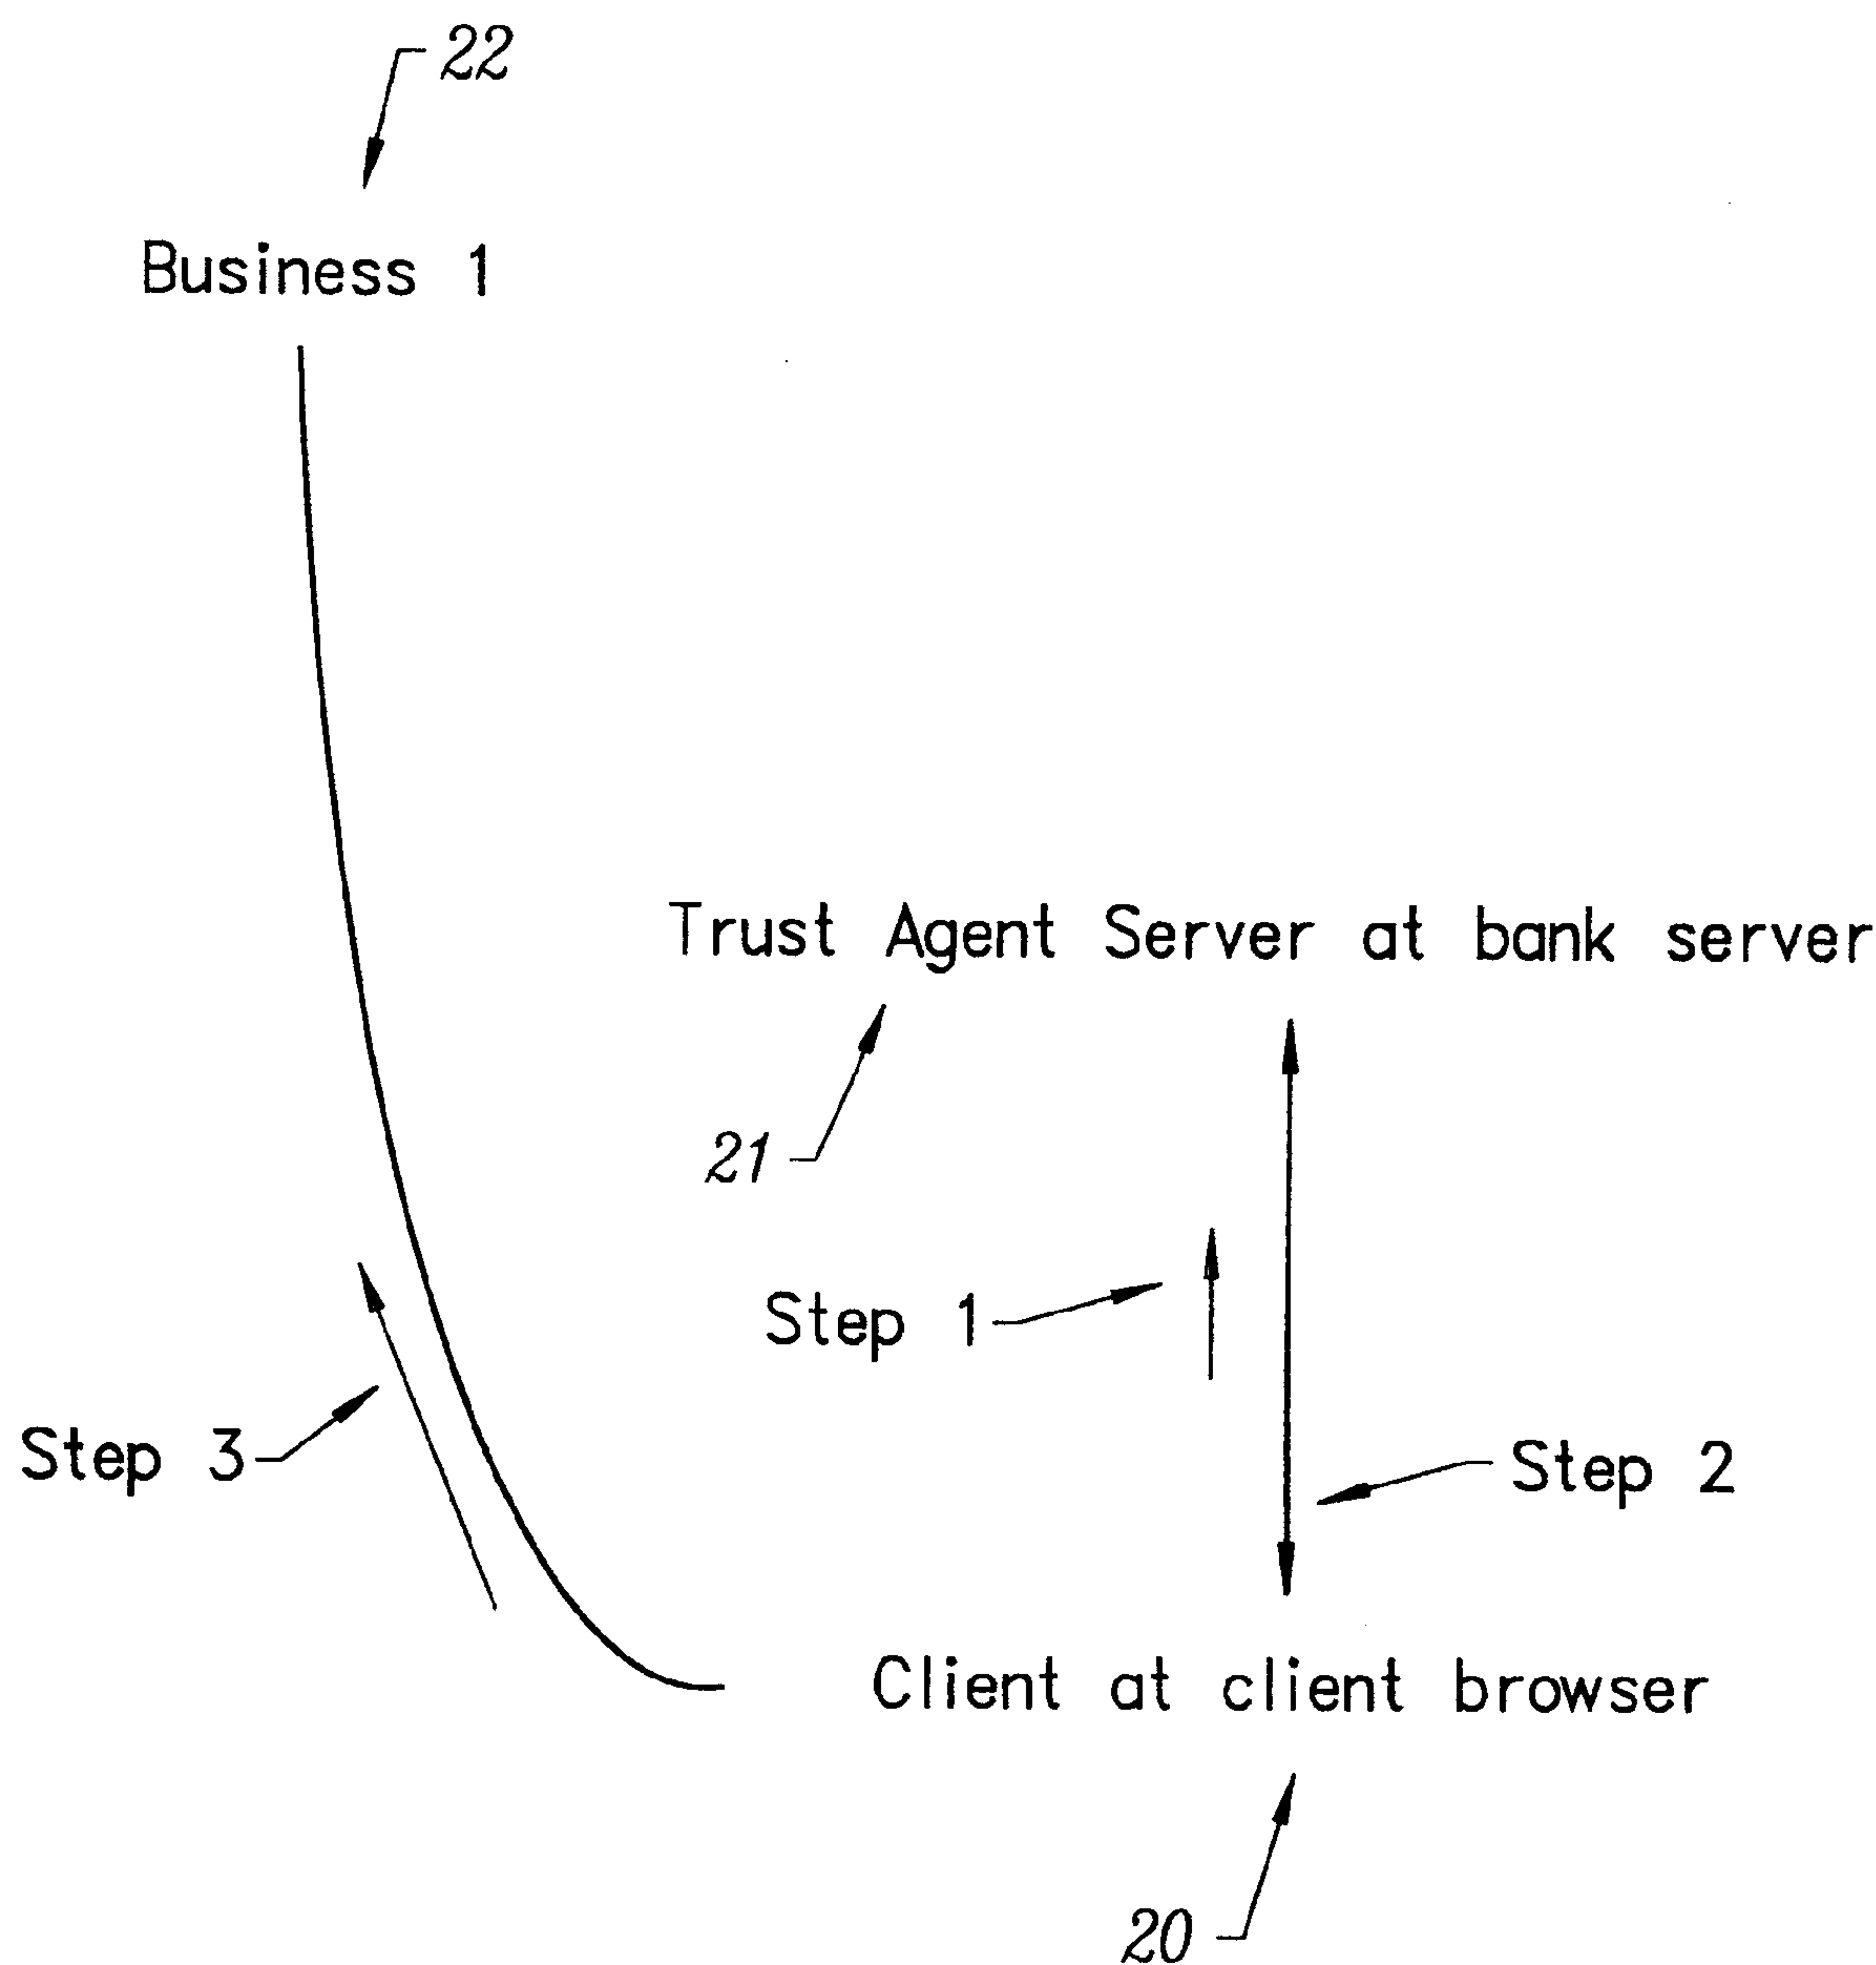 22
Business 1
Trust Agent Server at bank server
21
Step 1
Step 3
Step 2
Client at client browser
20